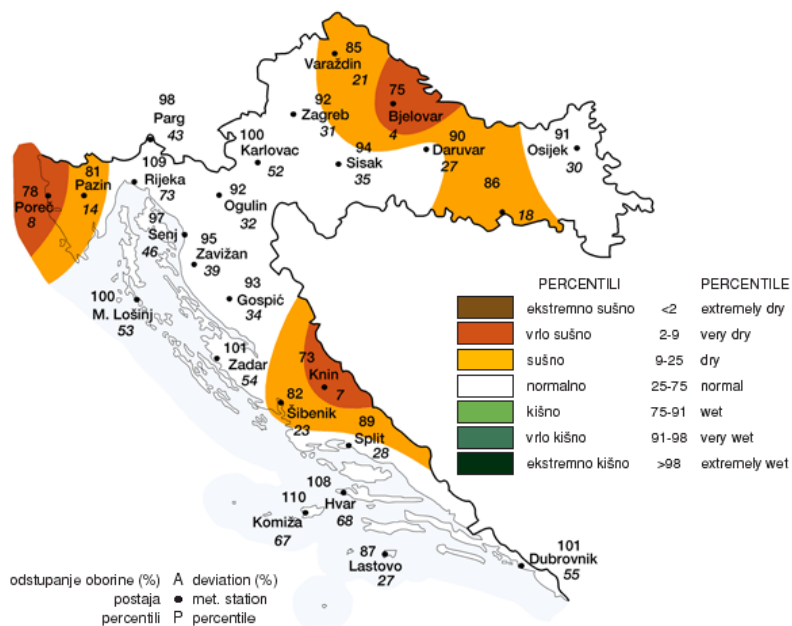 85
Varaždin
21
75
Bjelovar
4
98
Parg
43
92
Zagreb
31
100
Karlovac
52
94
Sisak
35
90
Daruvar
27
91
Osijek
30
86
18
109
Rijeka
73
81
Pazin
14
78
Poreč
8
92
Ogulin
32
97
Senj
46
95
Zavižan
39
93
Gospić
34
100
M. Lošinj
53
101
Zadar
54
73
Knin
7
82
Šibenik
23
89
Split
28
108
Hvar
68
110
Komiža
67
87
Lastovo
27
101
Dubrovnik
55
PERCENTILI PERCENTILE
ekstremno sušno <2 extremely dry
vrlo sušno 2-9 very dry
sušno 9-25 dry
normalno 25-75 normal
kišno 75-91 wet
vrlo kišno 91-98 very wet
ekstremno kišno >98 extremely wet
odstupanje oborine (%) A deviation (%)
postaja met. station
percentili P percentile